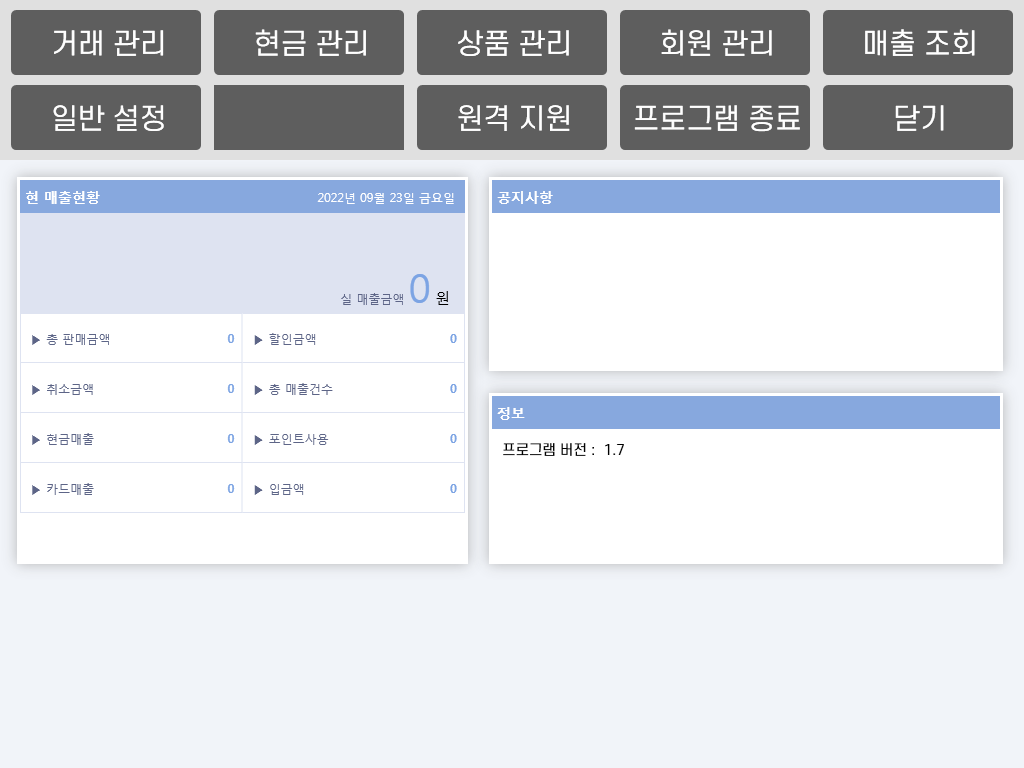 거래 관리 현금 관리 상품 관리 회원 관리 매출 조회
일반 설정 원격 지원 프로그램 종료 닫기
현 매출현황 2022년 09월 23일 금요일
실 매출금액 0 원
▶ 총 판매금액 0 ▶ 할인금액 0
▶ 취소금액 0 ▶ 총 매출건수 0
▶ 현금매출 0 ▶ 포인트사용 0
▶ 카드매출 0 ▶ 입금액 0
공지사항
정보
프로그램 버전 : 1.7